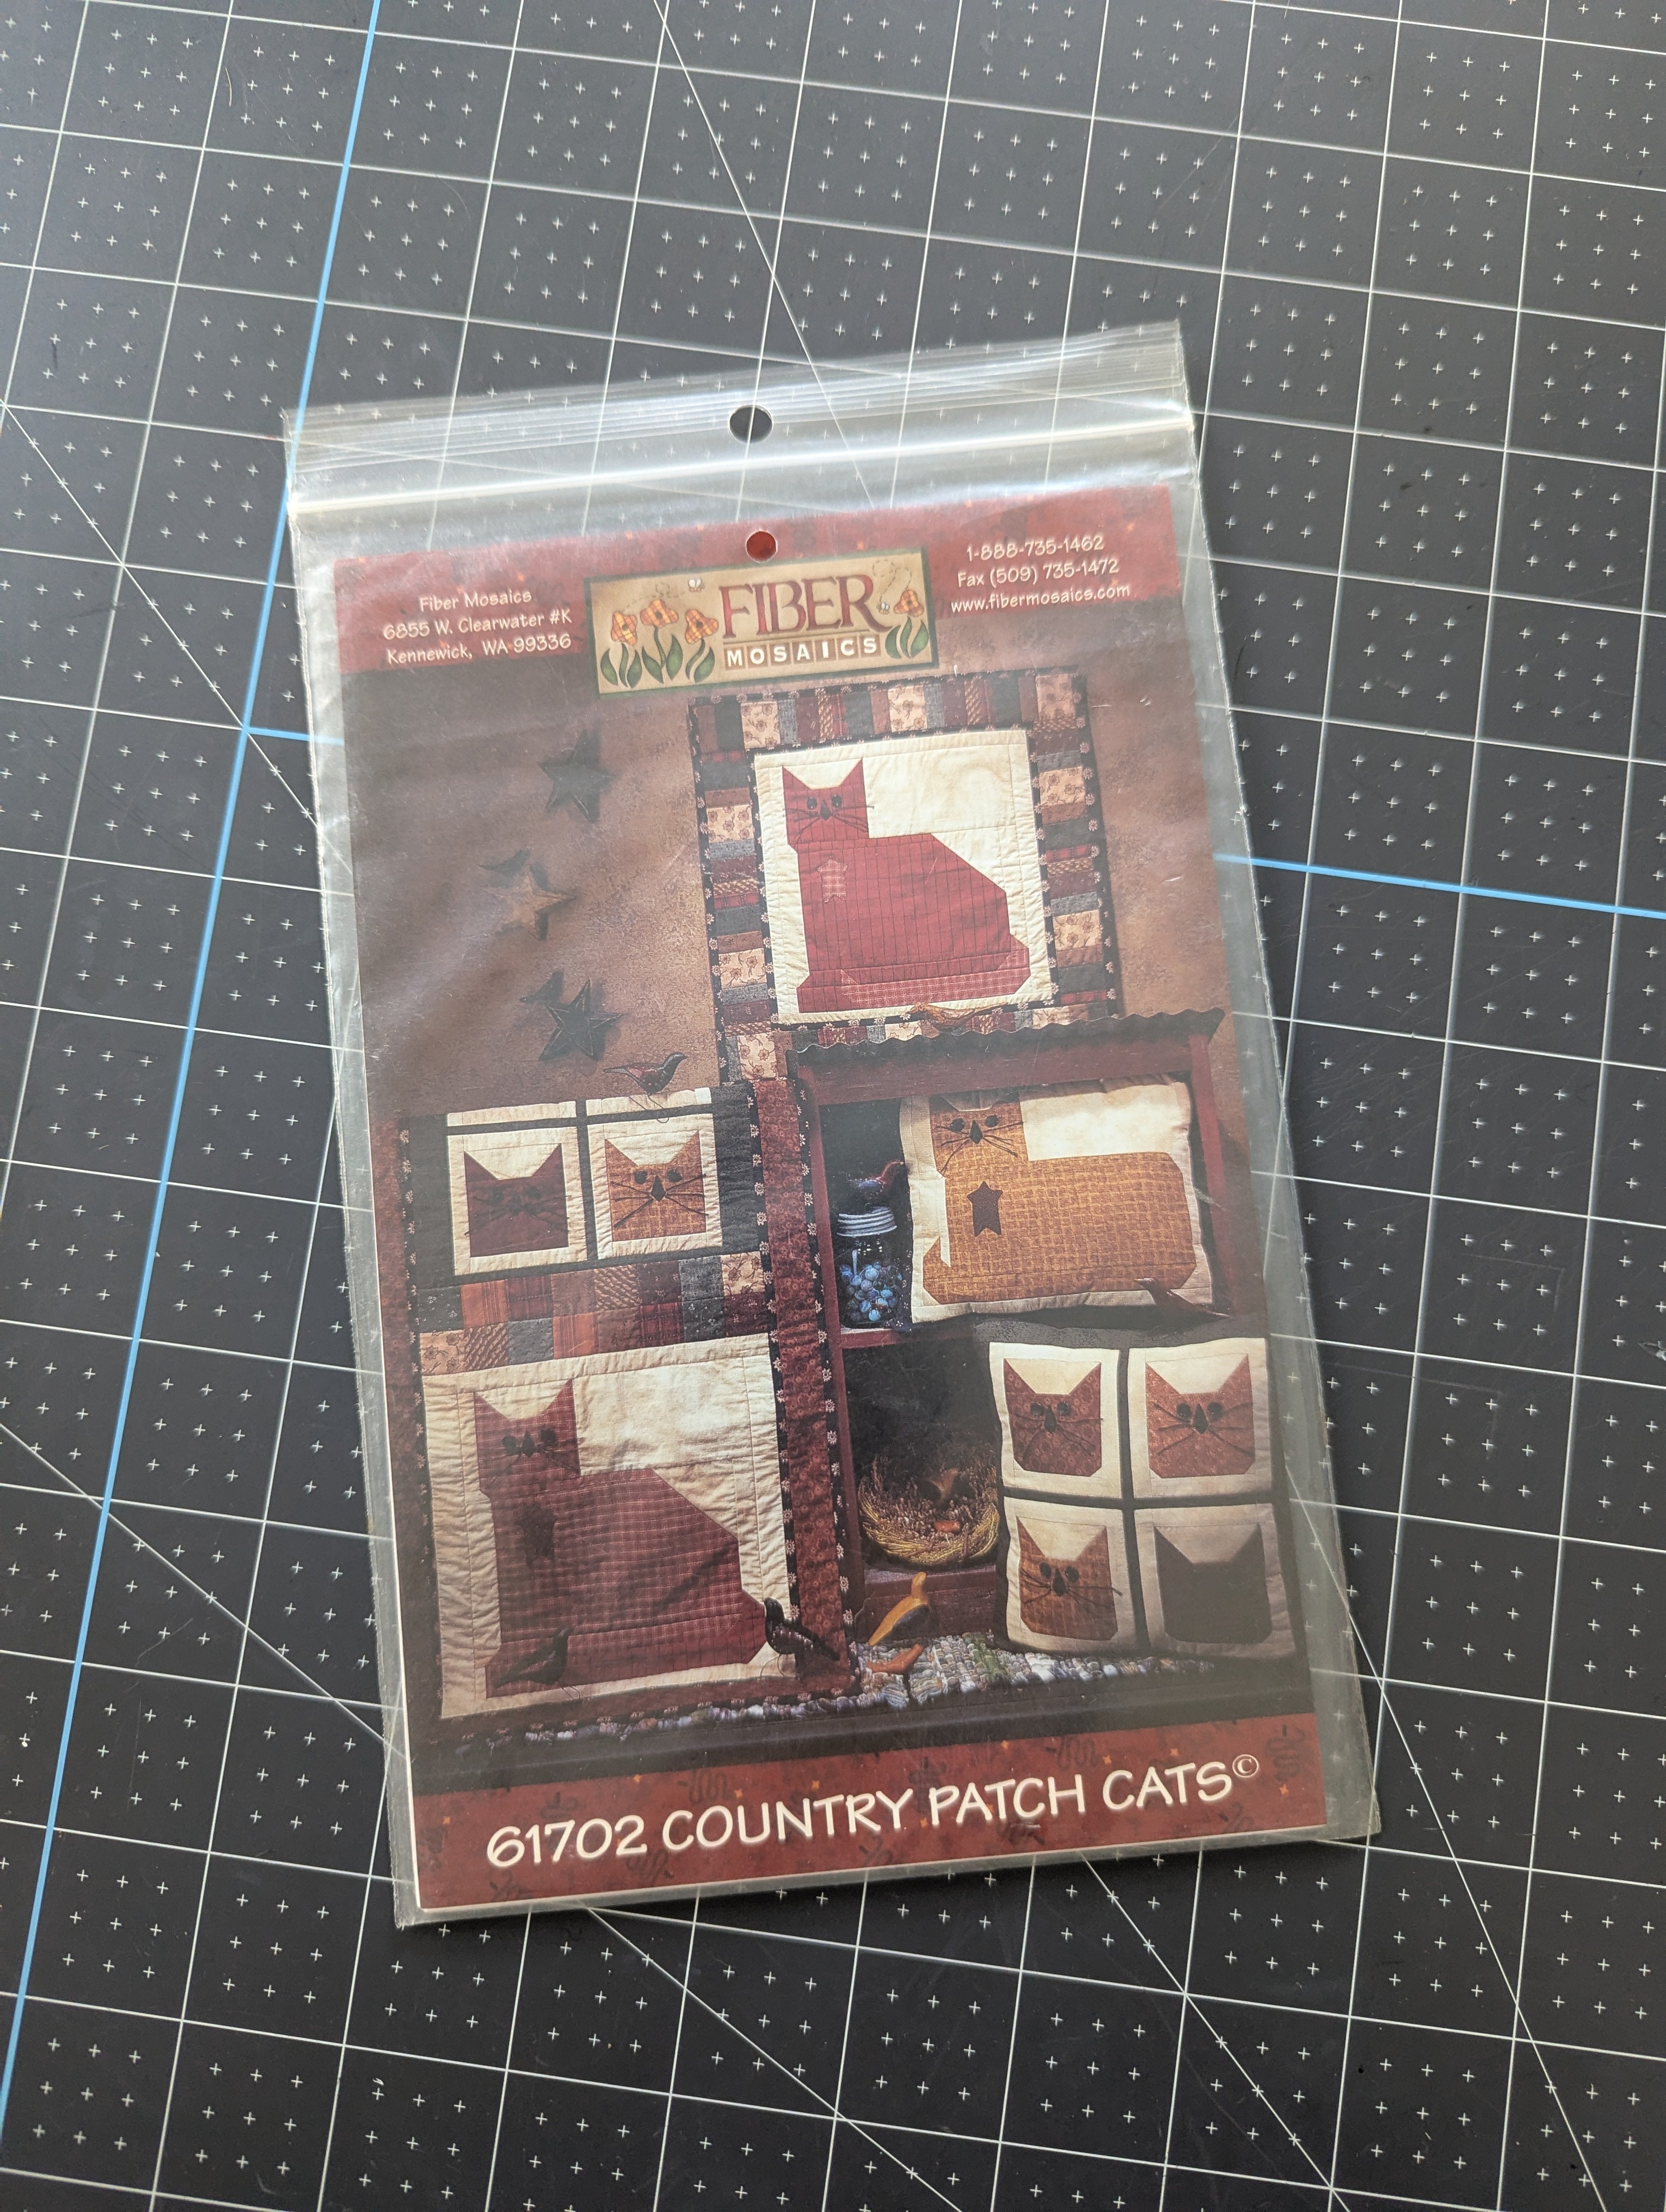 Fiber Mosaics
6855 W. Clearwater #K
Kennewick, WA 99336
FIBER
MOSAICS
1-888-735-1462
Fax (509) 735-1472
www.fibermosaics.com
61702 COUNTRY PATCH CATS©